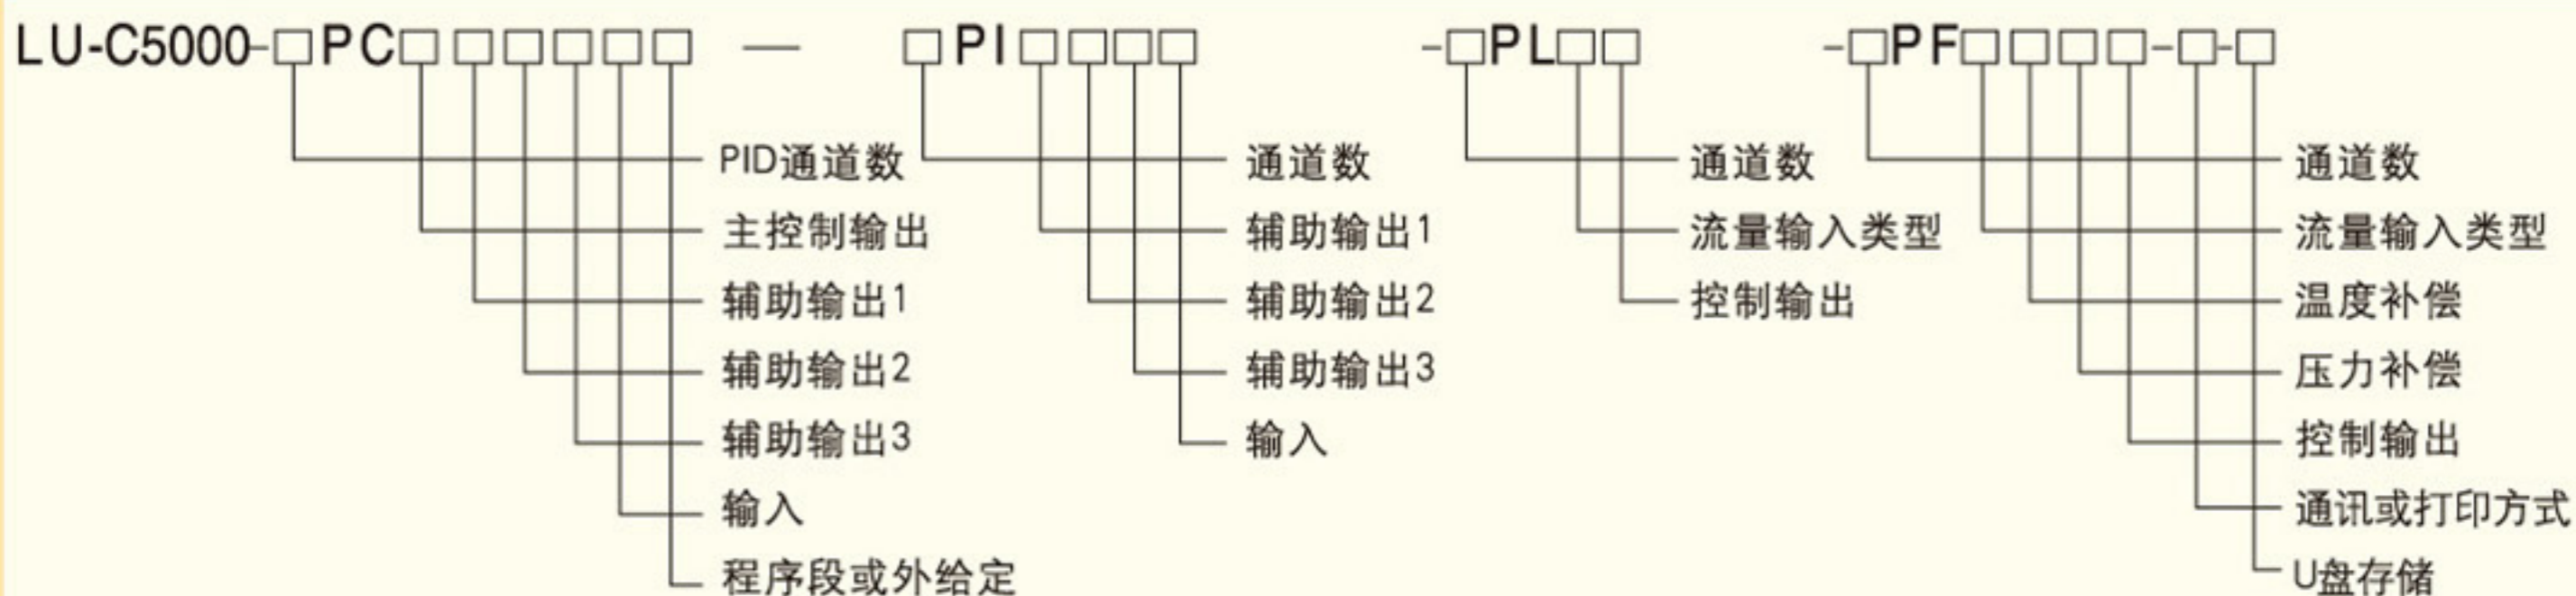 LU-C5000-□PC□□□□□□ — □PI□□□□ -□PL□□ -□PF□□□□-□-□
PID通道数 通道数 通道数 通道数
主控制输出 辅助输出1 流量输入类型 流量输入类型
辅助输出1 辅助输出2 控制输出 温度补偿
辅助输出2 辅助输出3 压力补偿
辅助输出3 输入 控制输出
输入 通讯或打印方式
程序段或外给定 U盘存储